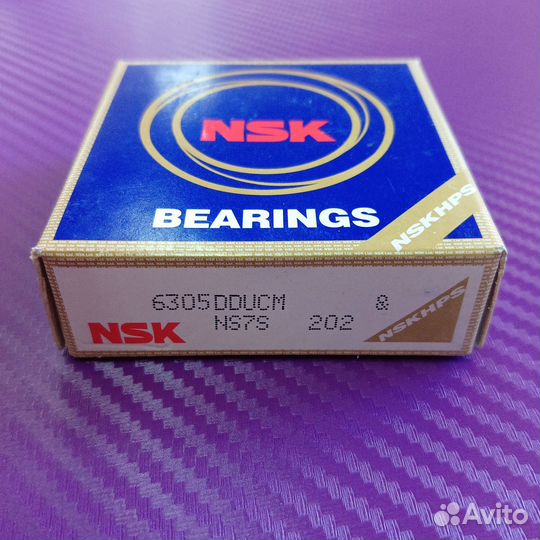 NSK
BEARINGS
NSKHPS
6305DDUCM &
NSK NS7S 202
NSKHPS
Avito